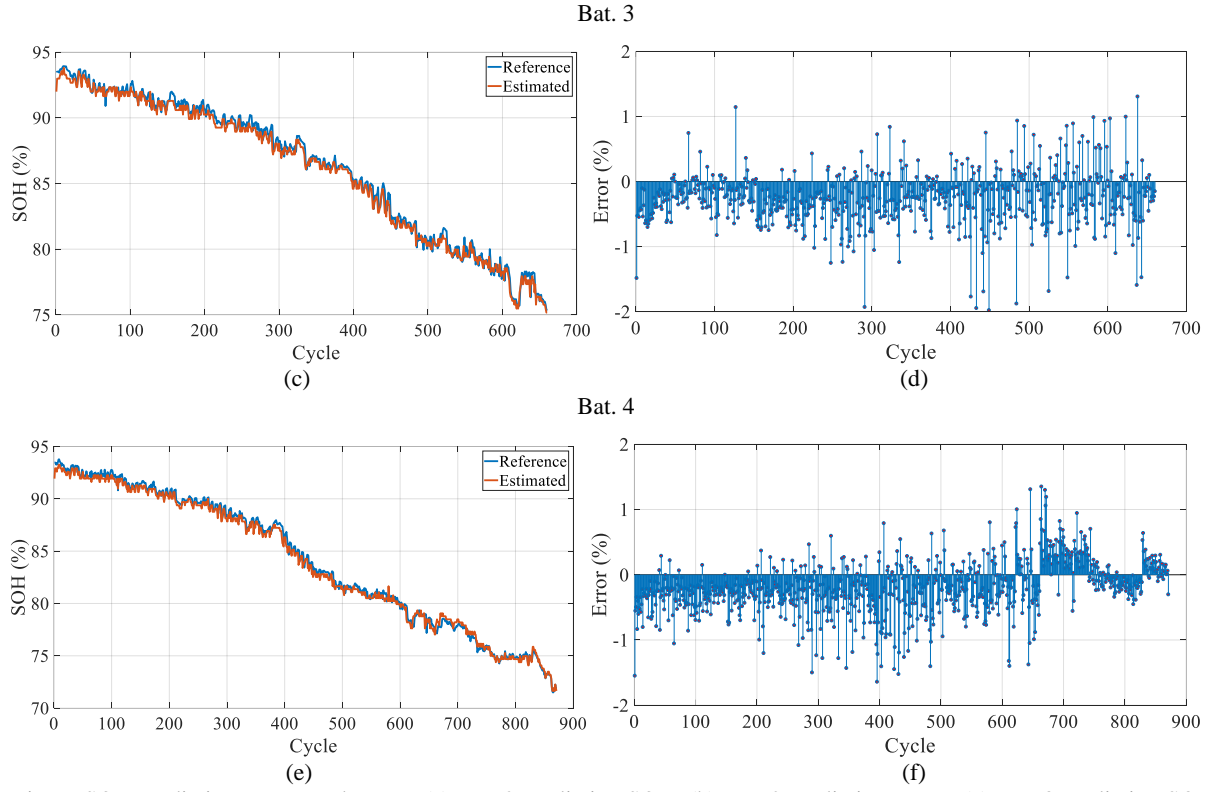 Bat. 3
95
90
85
80
75
SOH (%)
Reference
Estimated
0 100 200 300 400 500 600 700
Cycle
(c)
2
1
0
-1
-2
Error (%)
0 100 200 300 400 500 600 700
Cycle
(d)
Bat. 4
95
90
85
80
75
70
SOH (%)
Reference
Estimated
0 100 200 300 400 500 600 700 800 900
Cycle
(e)
2
1
0
-1
-2
Error (%)
0 100 200 300 400 500 600 700 800 900
Cycle
(f)